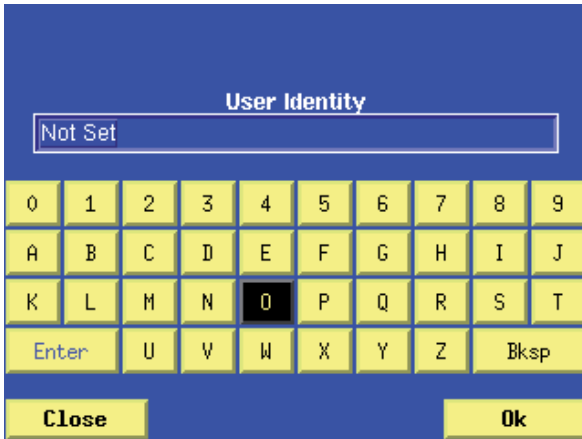 User Identity
Not Set
0 1 2 3 4 5 6 7 8 9
A B C D E F G H I J
K L M N O P Q R S T
Enter U V W X Y Z Bksp
Close Ok